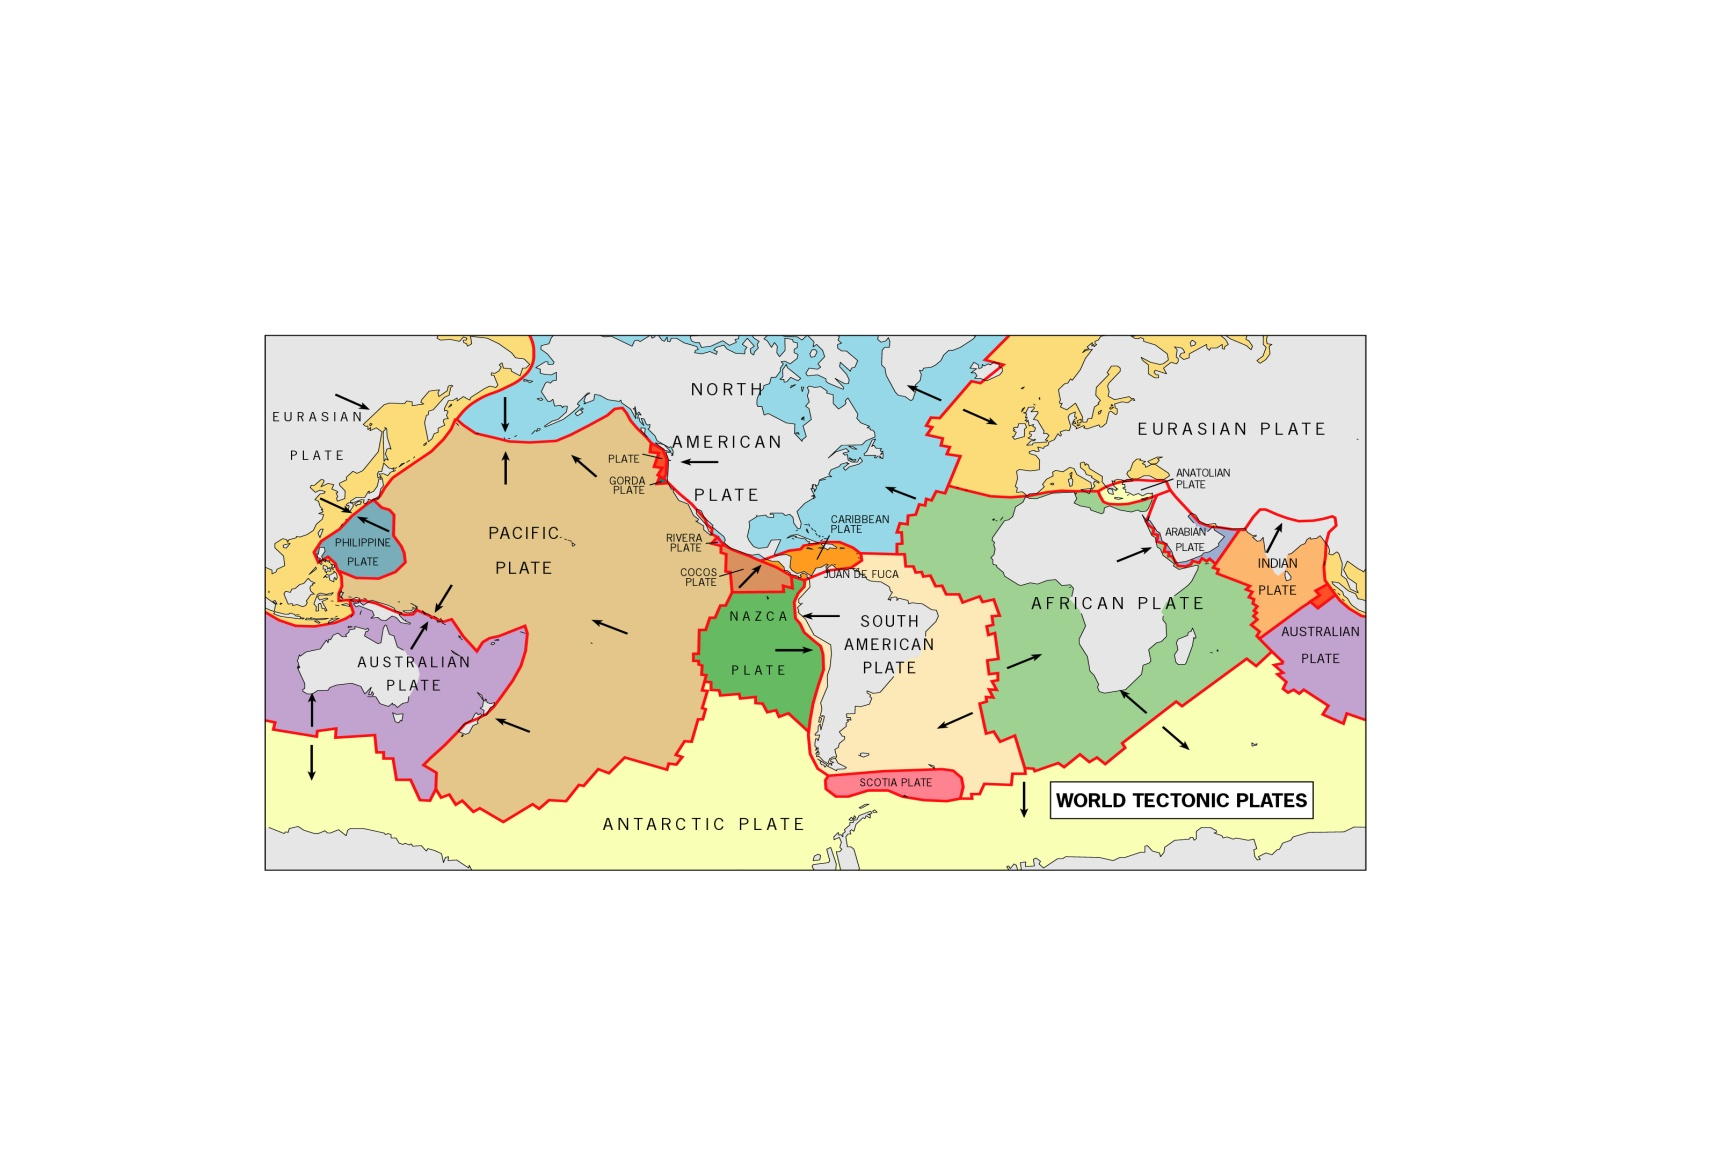 NORTH
AMERICAN
PLATE
EURASIAN
PLATE
EURASIAN PLATE
ANATOLIAN
PLATE
PLATE
GORDA
PLATE
PACIFIC
PLATE
PHILIPPINE
PLATE
CARIBBEAN
PLATE
RIVERA
PLATE
COCOS
PLATE
JUAN DE FUCA
ARABIAN
PLATE
INDIAN
PLATE
AFRICAN PLATE
NAZCA
PLATE
SOUTH
AMERICAN
PLATE
AUSTRALIAN
PLATE
AUSTRALIAN
PLATE
SCOTIA PLATE
ANTARCTIC PLATE
WORLD TECTONIC PLATES